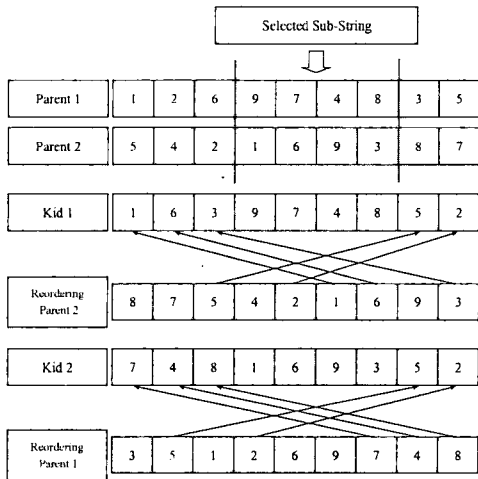 Selected Sub-String
Parent 1 1 2 6 9 7 4 8 3 5
Parent 2 5 4 2 1 6 9 3 8 7
Kid 1 1 6 3 9 7 4 8 5 2
Reordering
Parent 2
8 7 5 4 2 1 6 9 3
Kid 2 7 4 8 1 6 9 3 5 2
Reordering
Parent 1
3 5 1 2 6 9 7 4 8